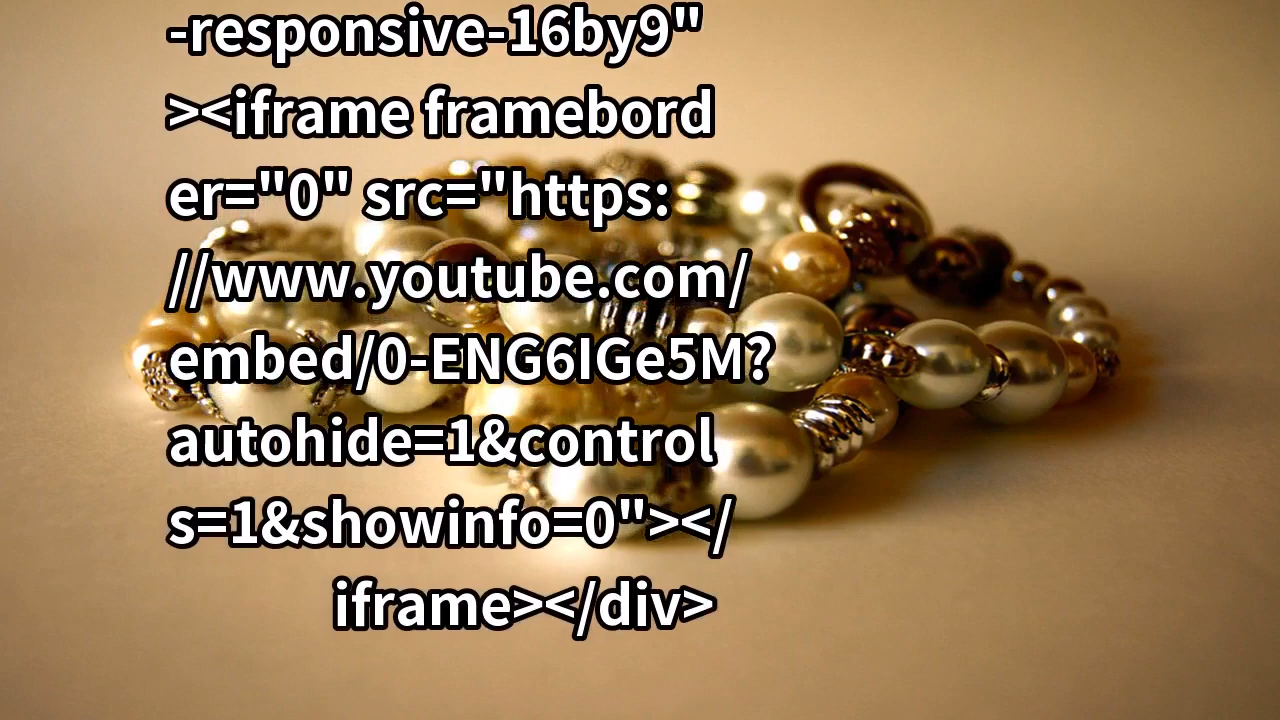 -responsive-16by9"
><iframe framebord
er="0" src="https:
//www.youtube.com/
embed/0-ENG6IGe5M?
autohide=1&control
s=1&showinfo=0"></
iframe></div>